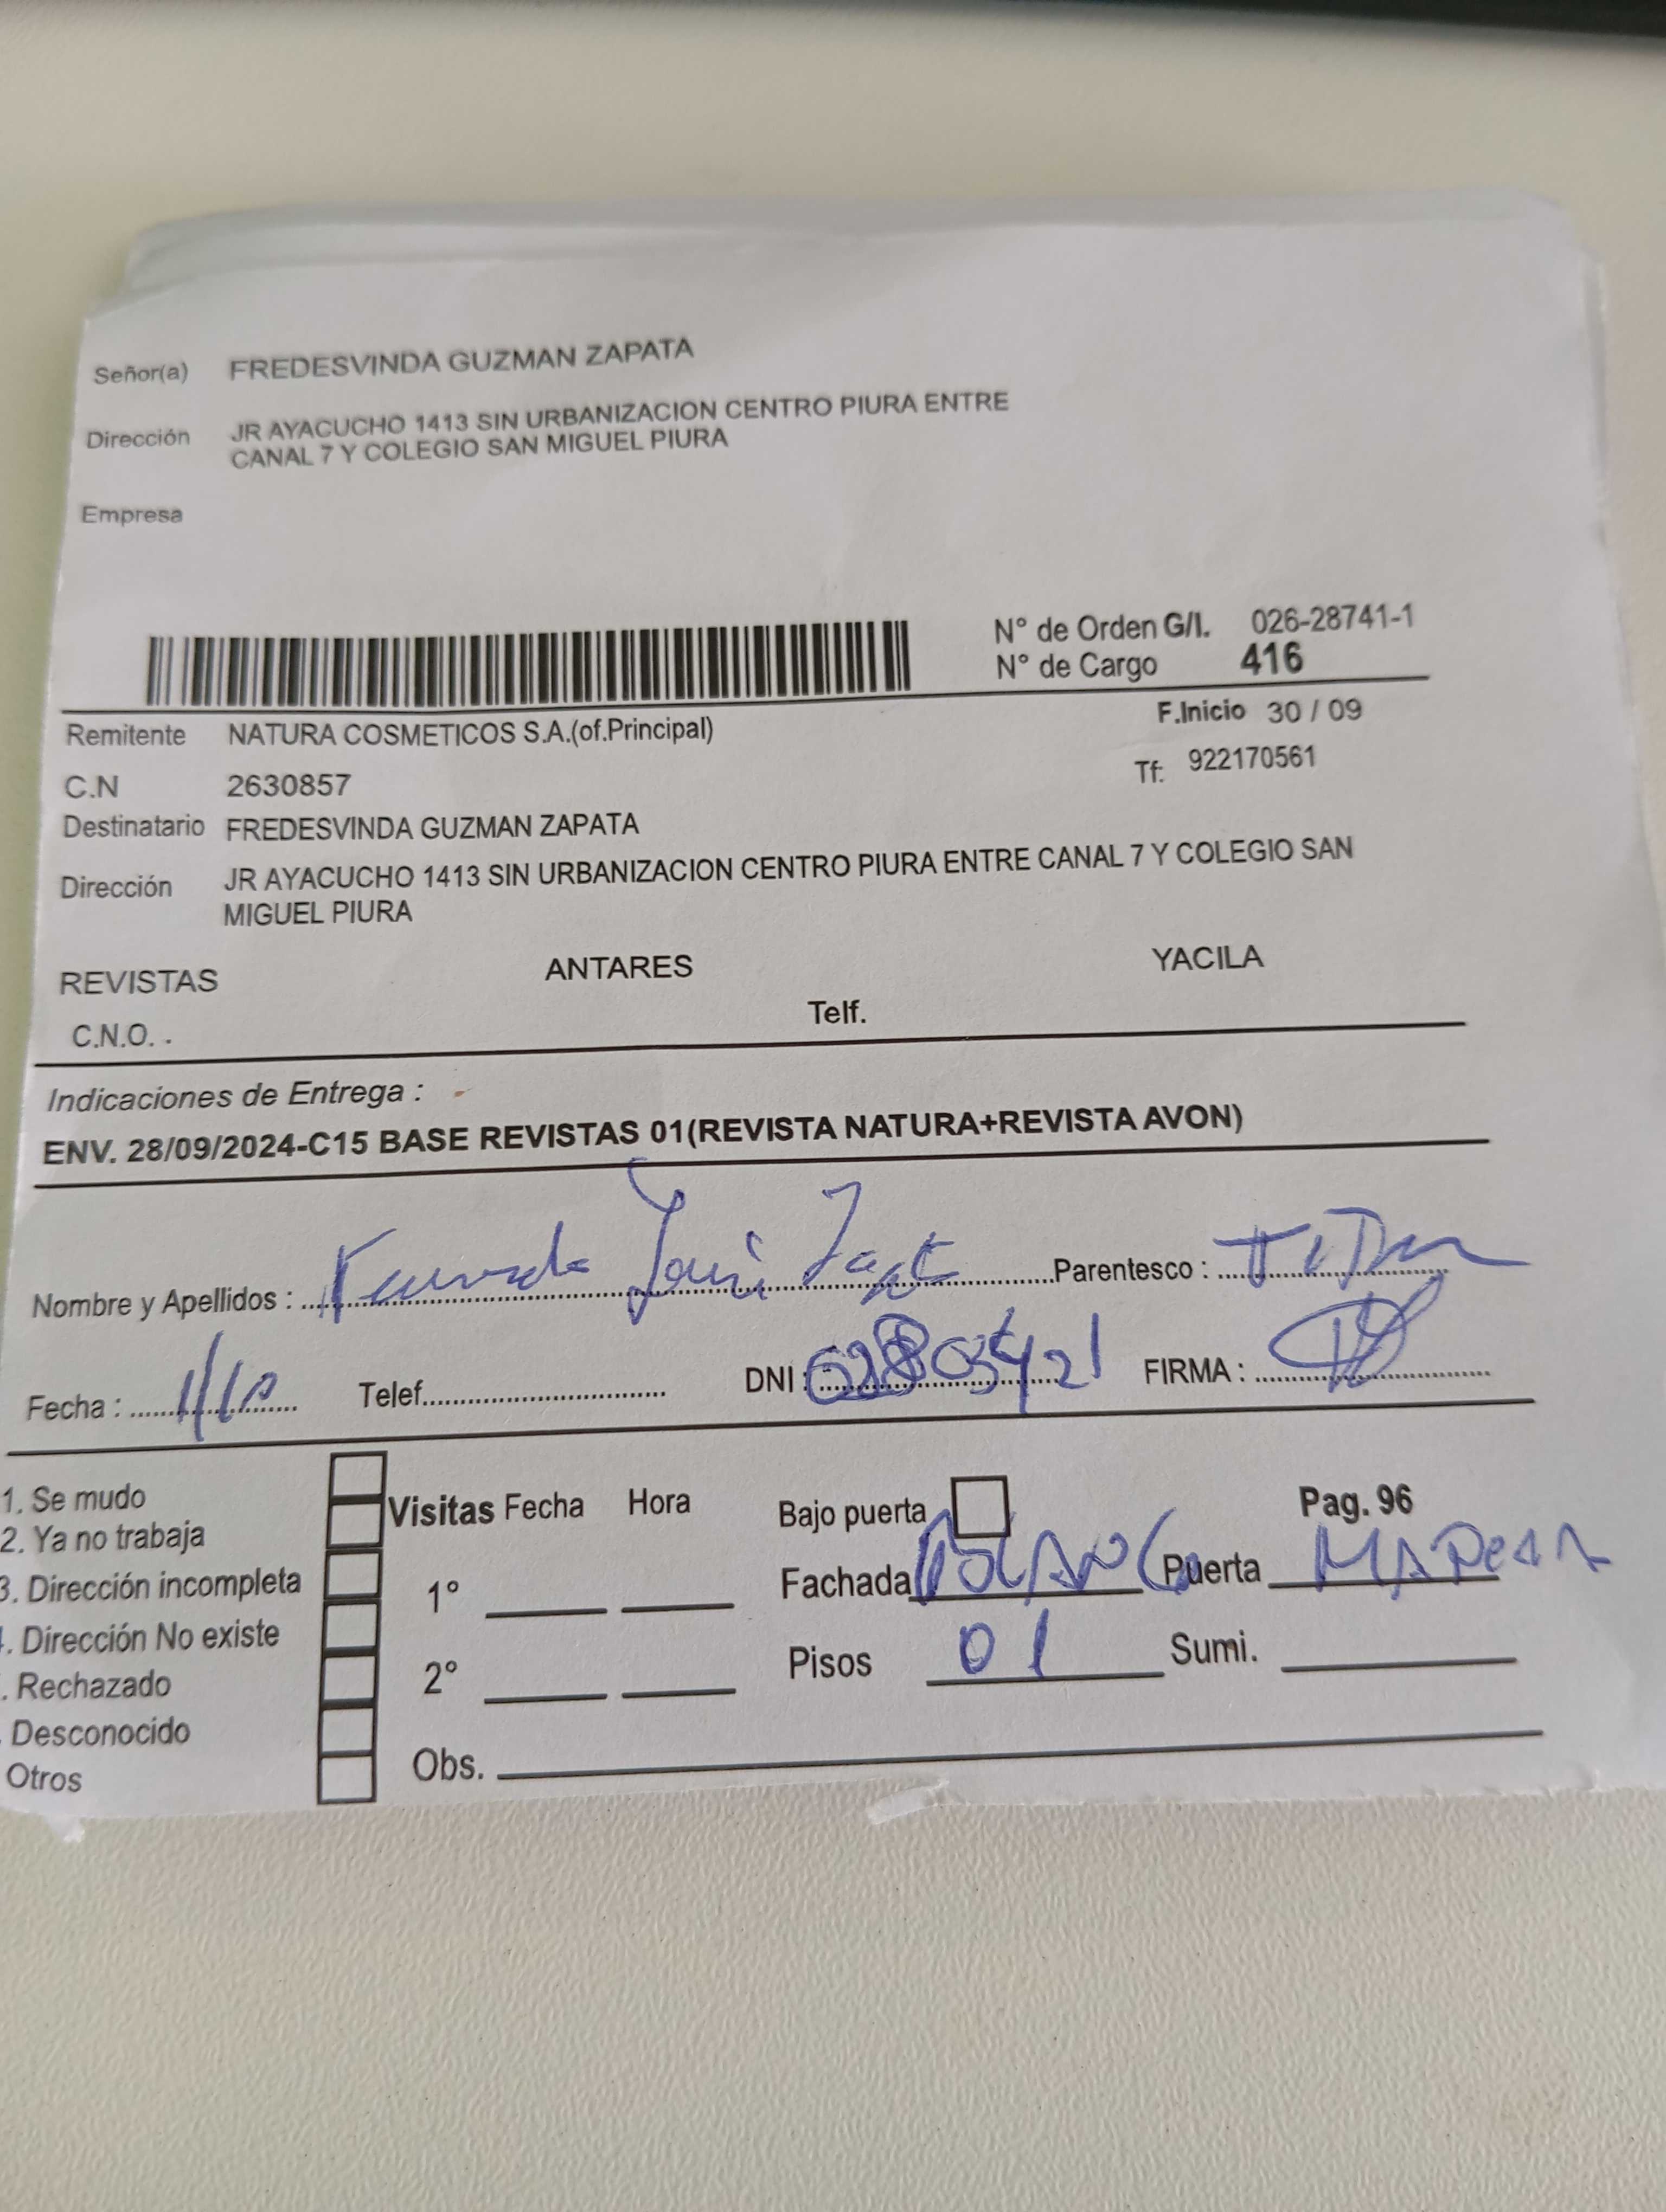 Señor(a) FREDESVINDA GUZMAN ZAPATA
Dirección JR AYACUCHO 1413 SIN URBANIZACION CENTRO PIURA ENTRE
CANAL 7 Y COLEGIO SAN MIGUEL PIURA
Empresa
N° de Orden G/I. 026-28741-1
N° de Cargo 416
F.Inicio 30 / 09
Remitente NATURA COSMETICOS S.A.(of.Principal)
Tf: 922170561
C.N 2630857
Destinatario FREDESVINDA GUZMAN ZAPATA
Dirección JR AYACUCHO 1413 SIN URBANIZACION CENTRO PIURA ENTRE CANAL 7 Y COLEGIO SAN
MIGUEL PIURA
REVISTAS ANTARES YACILA
C.N.O. . Telf.
Indicaciones de Entrega :
ENV. 28/09/2024-C15 BASE REVISTAS 01(REVISTA NATURA+REVISTA AVON)
Nombre y Apellidos : Parentesco :
Fecha : 1/10 Telef. DNI : FIRMA :
1. Se mudo
2. Ya no trabaja
3. Dirección incompleta
. Dirección No existe
. Rechazado
Desconocido
Otros
Visitas Fecha Hora
1°
2°
Obs.
Bajo puerta Pag. 96
Fachada Puerta
Pisos 01 Sumi.